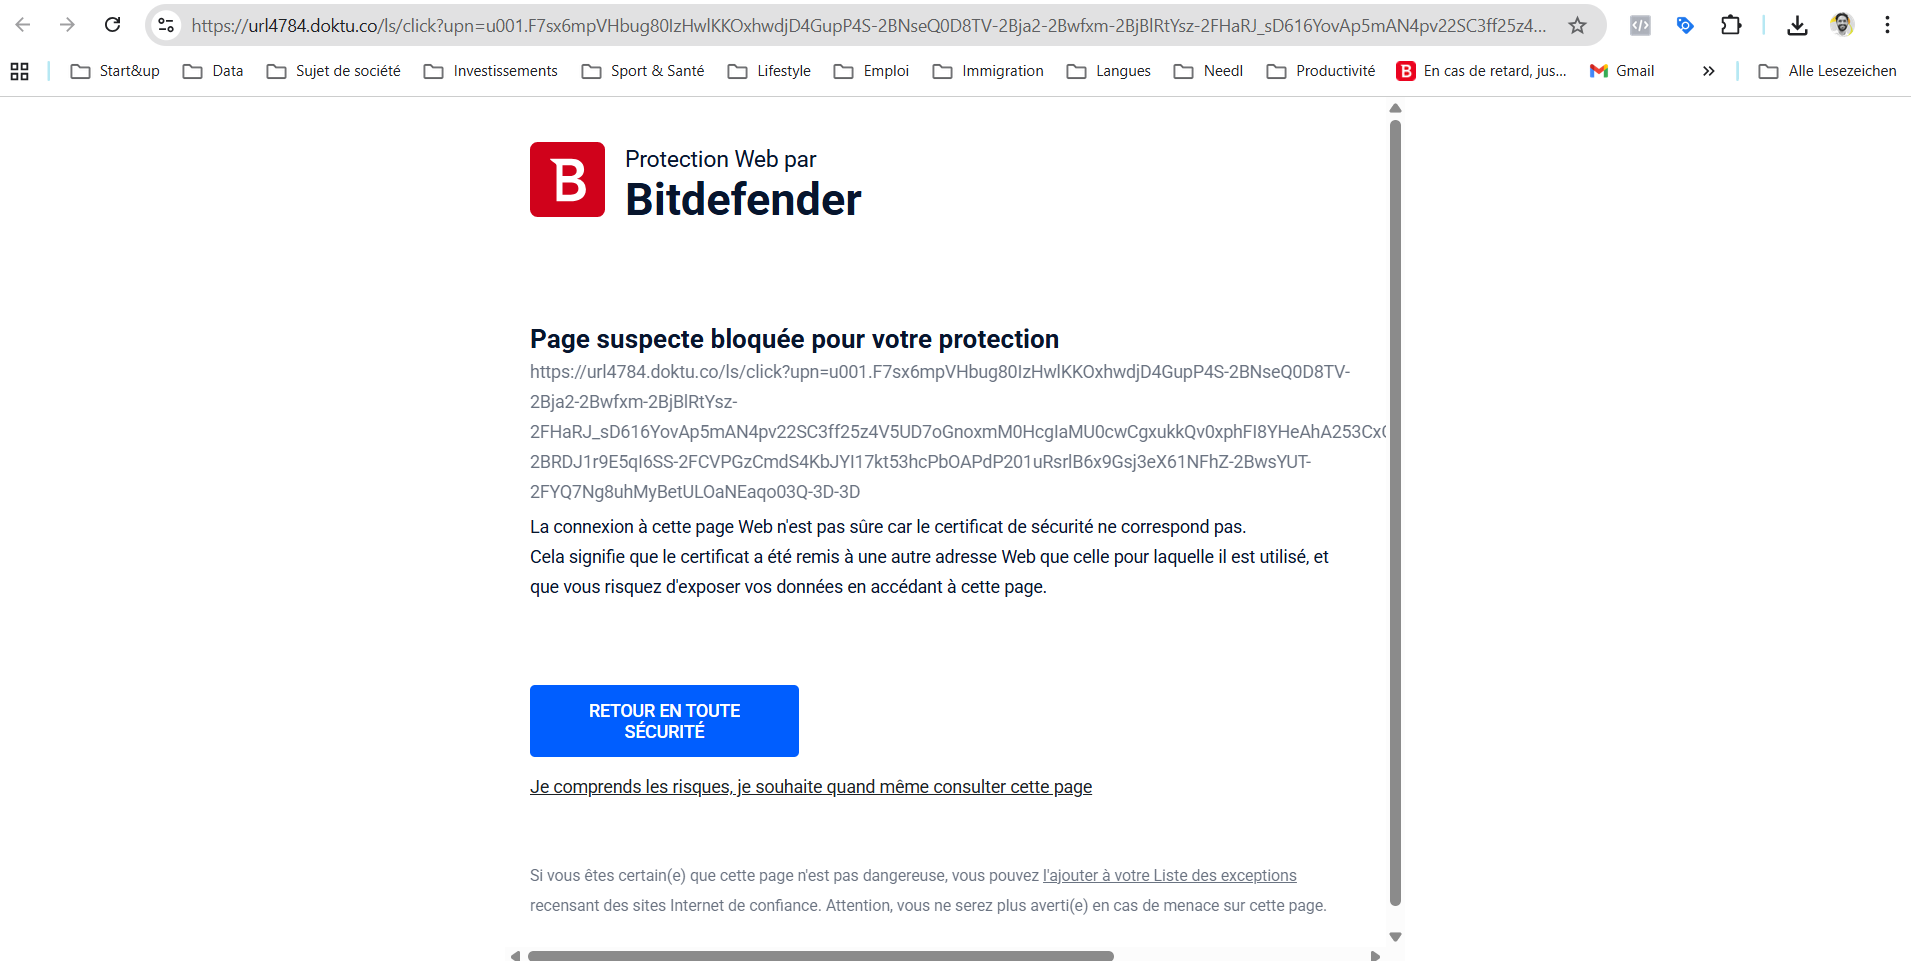 https://url4784.doktu.co/ls/click?upn=u001.F7sx6mpVHbug80IzHwlKKOxhwdjD4GupP4S-2BNseQ0D8TV-2Bja2-2Bwfxm-2BjBlRtYsz-2FHaRJ_sD616YovAp5mAN4pv22SC3ff25z4...
Start&up Data Sujet de société Investissements Sport & Santé Lifestyle Emploi Immigration Langues Needl Productivité B En cas de retard, jus... Gmail » Alle Lesezeichen
B
Protection Web par
Bitdefender
Page suspecte bloquée pour votre protection
https://url4784.doktu.co/ls/click?upn=u001.F7sx6mpVHbug80IzHwlKKOxhwdjD4GupP4S-2BNseQ0D8TV-
2Bja2-2Bwfxm-2BjBlRtYsz-
2FHaRJ_sD616YovAp5mAN4pv22SC3ff25z4V5UD7oGnoxmM0HcgIaMU0cwCgxukkQv0xphFI8YHeAhA253Cx
2BRDJ1r9E5qI6SS-2FCVPGzCmdS4KbJYI17kt53hcPbOAPdP201uRsrlB6x9Gsj3eX61NFhZ-2BwsYUT-
2FYQ7Ng8uhMyBetULOaNEaqo03Q-3D-3D
La connexion à cette page Web n'est pas sûre car le certificat de sécurité ne correspond pas.
Cela signifie que le certificat a été remis à une autre adresse Web que celle pour laquelle il est utilisé, et
que vous risquez d'exposer vos données en accédant à cette page.
RETOUR EN TOUTE
SÉCURITÉ
Je comprends les risques, je souhaite quand même consulter cette page
Si vous êtes certain(e) que cette page n'est pas dangereuse, vous pouvez l'ajouter à votre Liste des exceptions
recensant des sites Internet de confiance. Attention, vous ne serez plus averti(e) en cas de menace sur cette page.